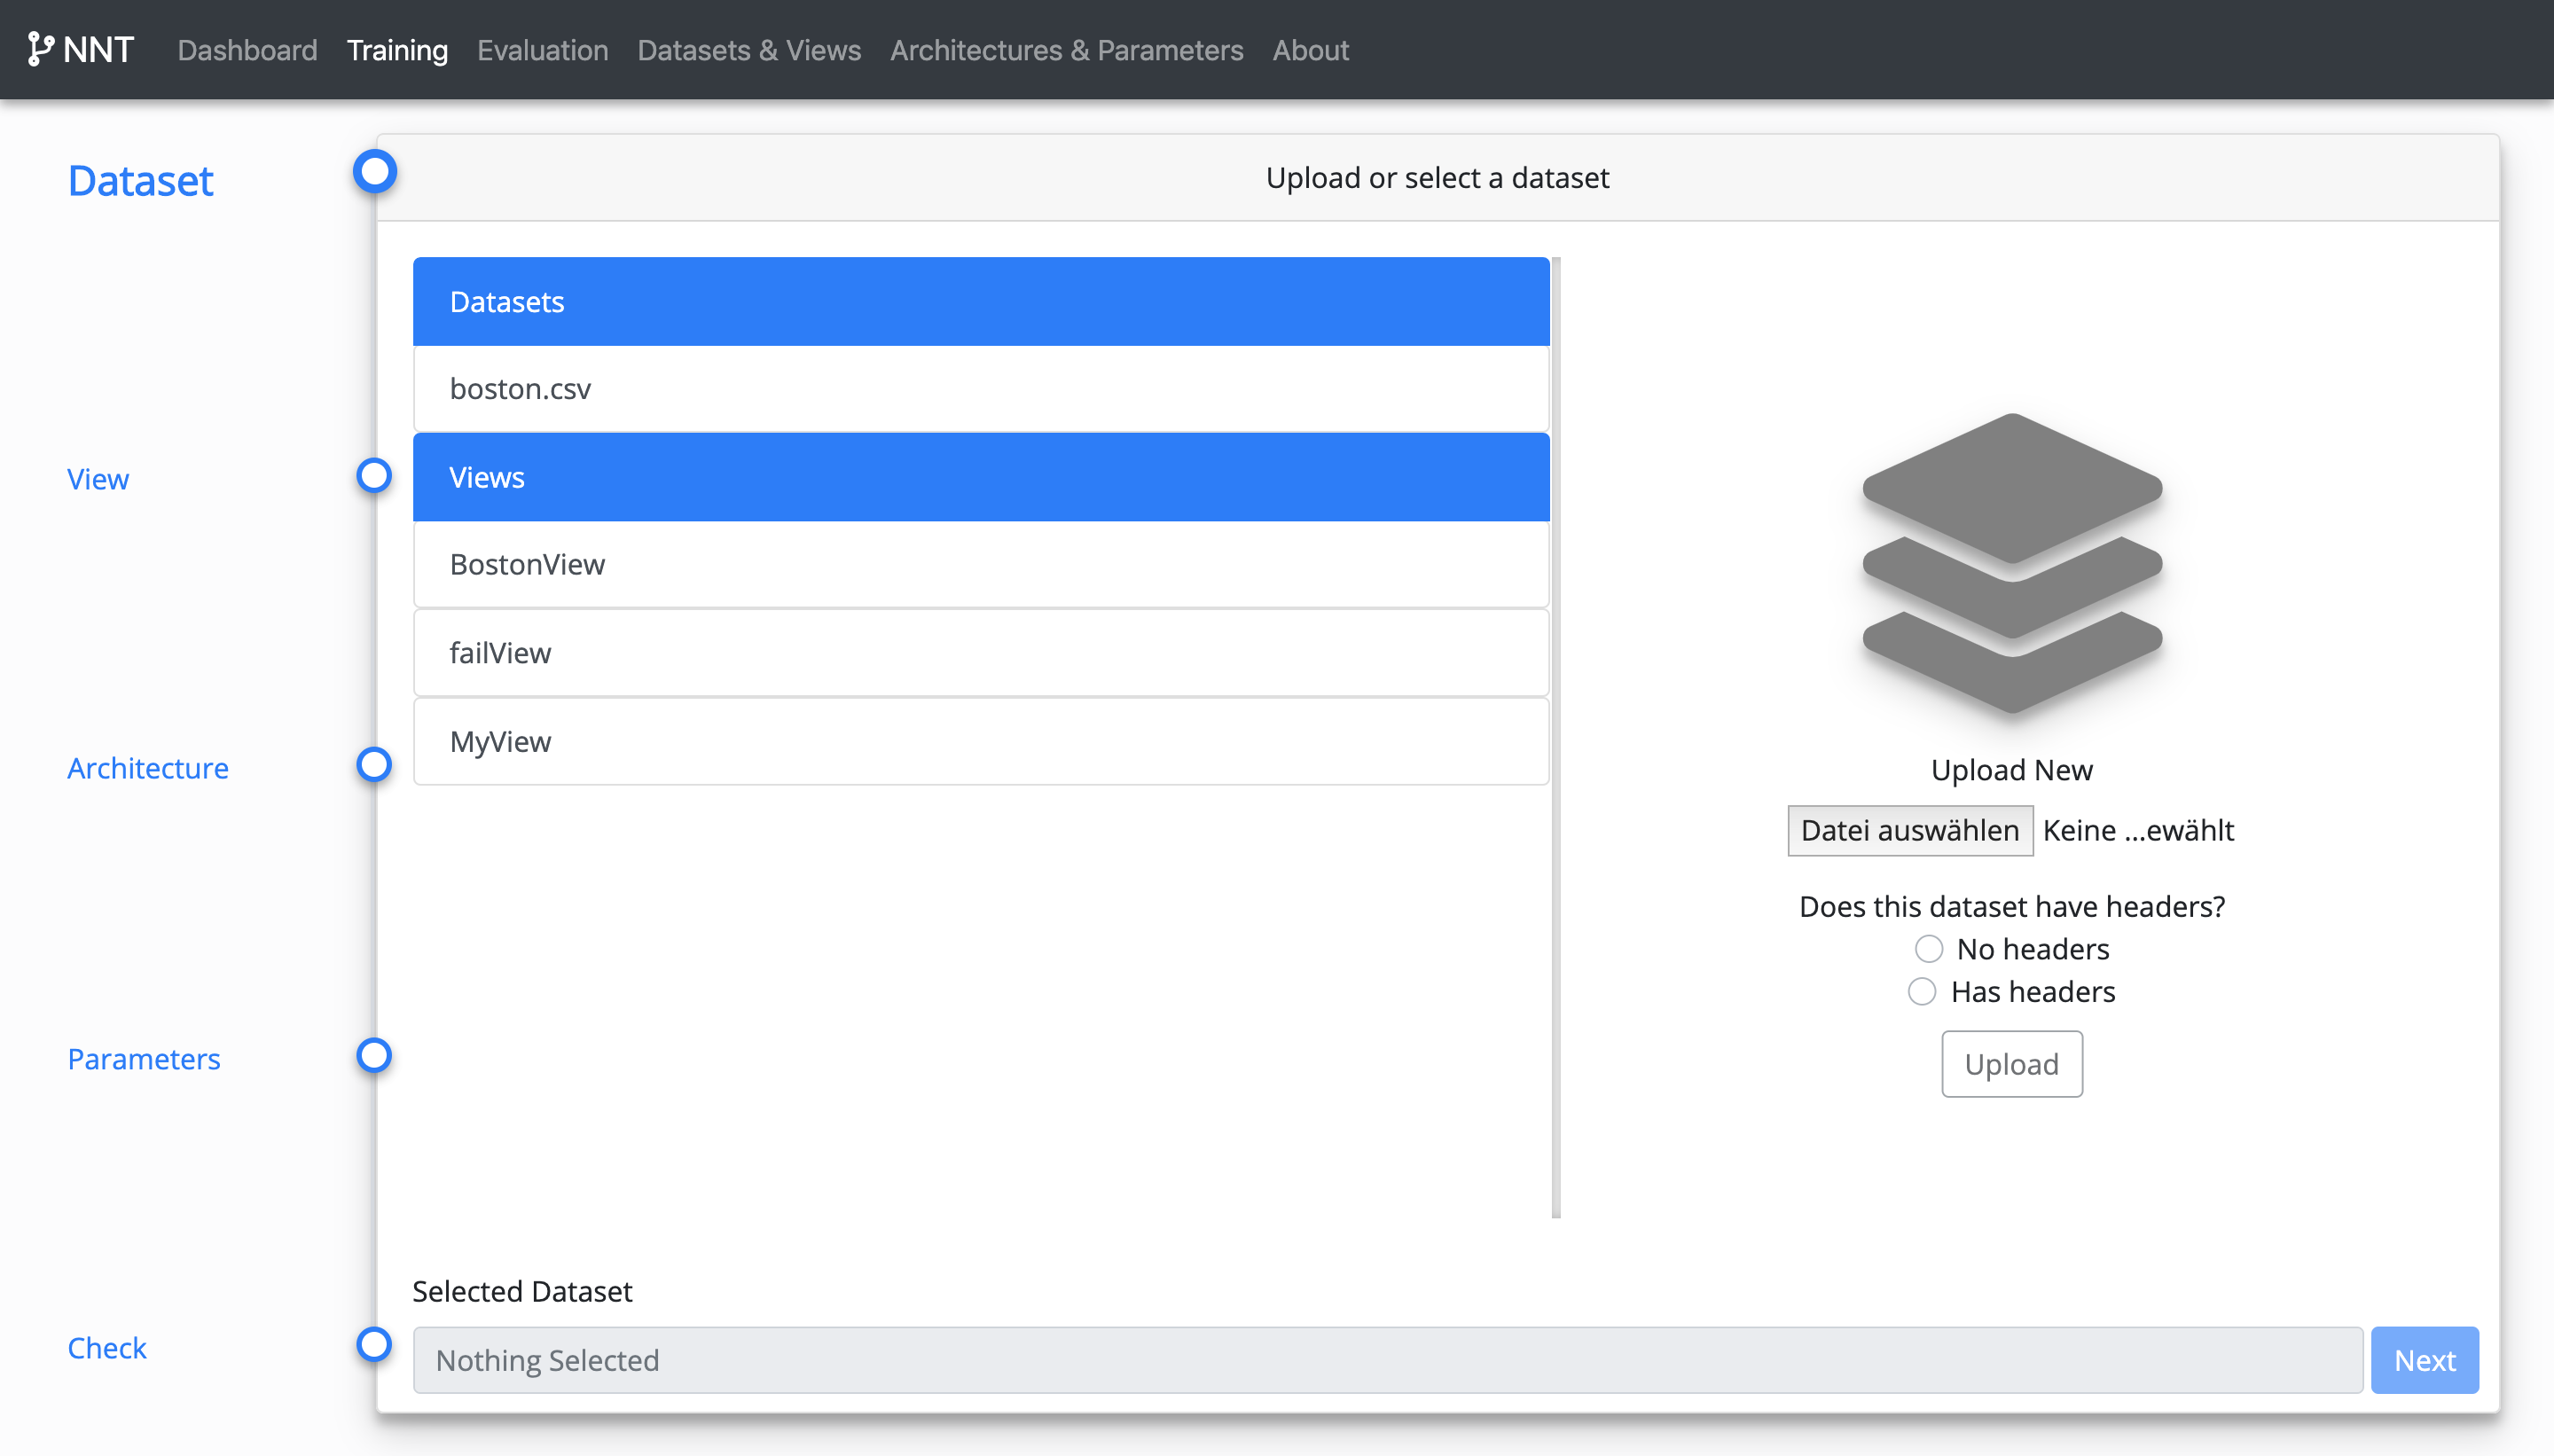 NNT Dashboard Training Evaluation Datasets & Views Architectures & Parameters About
Dataset
View
Architecture
Parameters
Check
Upload or select a dataset
Datasets
boston.csv
Views
BostonView
failView
MyView
Upload New
Datei auswählen Keine ...ewählt
Does this dataset have headers?
No headers
Has headers
Upload
Selected Dataset
Nothing Selected
Next